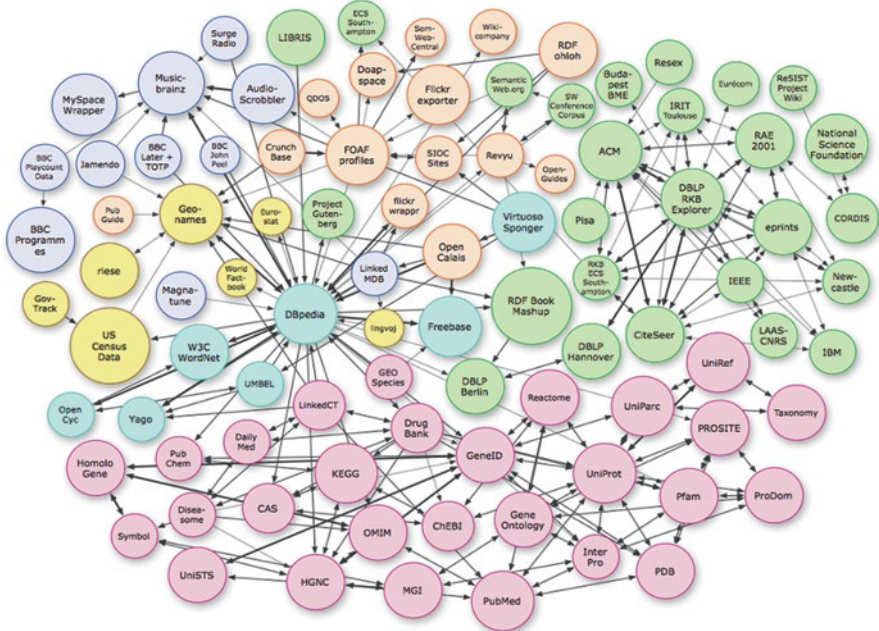 ECS
South-
ampton
Surge
Radio
LIBRIS
Sem-
Web-
Central
Wiki-
company
RDF
ohloh
Doap-
space
Music-
brainz
Audio-
Scrobbler
MySpace
Wrapper
QDOS
Flickr
exporter
Semantic
Web.org
SW
Conference
Corpus
Buda-
pest
BME
Resex
IRIT
Toulouse
Eurécom
ReSIST
Project
Wiki
BBC
Playcount
Data
Jamendo
BBC
Later +
TOTP
BBC
John
Peel
Crunch
Base
FOAF
profiles
SIOC
Sites
Revyu
Open-
Guides
ACM
RAE
2001
National
Science
Foundation
DBLP
RKB
Explorer
BBC
Programm
es
Pub
Guide
Geo-
names
Euro-
stat
Project
Guten-
berg
flickr
wrappr
Virtuoso
Sponger
Pisa
eprints
CORDIS
riese
World
Fact-
book
Linked
MDB
Open
Calais
RKB
ECS
South-
ampton
IEEE
New-
castle
Gov-
Track
Magna-
tune
US
Census
Data
DBpedia
lingvoj
Freebase
RDF Book
Mashup
CiteSeer
LAAS-
CNRS
IBM
W3C
WordNet
DBLP
Hannover
UMBEL
GEO
Species
DBLP
Berlin
UniRef
Open
Cyc
Yago
LinkedCT
Reactome
UniParc
Taxonomy
Daily
Med
Drug
Bank
PROSITE
Homolo
Gene
Pub
Chem
KEGG
GeneID
UniProt
Pfam
ProDom
Disea-
some
CAS
ChEBI
Gene
Ontology
Symbol
OMIM
Inter
Pro
UniSTS
HGNC
MGI
PubMed
PDB